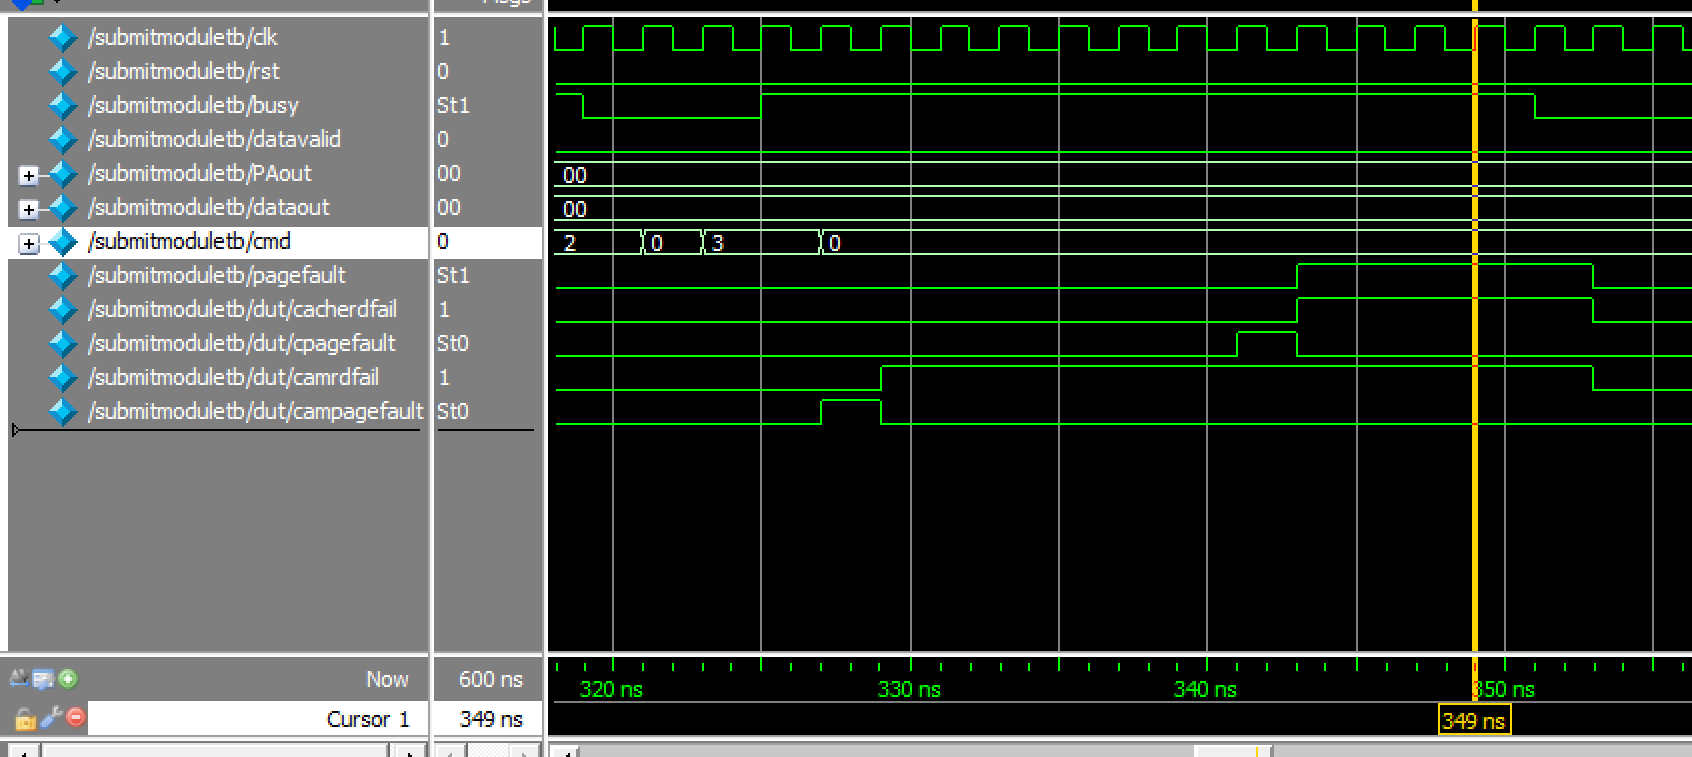 Msgs
/submitmoduletb/clk 1
/submitmoduletb/rst 0
/submitmoduletb/busy St1
/submitmoduletb/datavalid 0
/submitmoduletb/PAout 00 00
/submitmoduletb/dataout 00 00
/submitmoduletb/cmd 0 2 0 3 0
/submitmoduletb/pagefault St1
/submitmoduletb/dut/cacherdfail 1
/submitmoduletb/dut/cpagefault St0
/submitmoduletb/dut/camrdfail 1
/submitmoduletb/dut/campagefault St0
Now 600 ns 320 ns 330 ns 340 ns 350 ns
Cursor 1 349 ns 349 ns